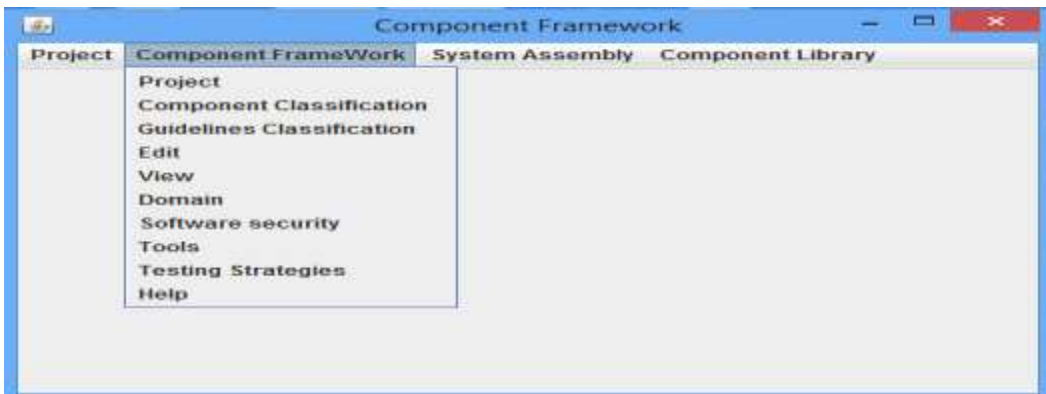 Component Framework
Project Component FrameWork System Assembly Component Library
Project
Component Classification
Guidelines Classification
Edit
View
Domain
Software security
Tools
Testing Strategies
Help